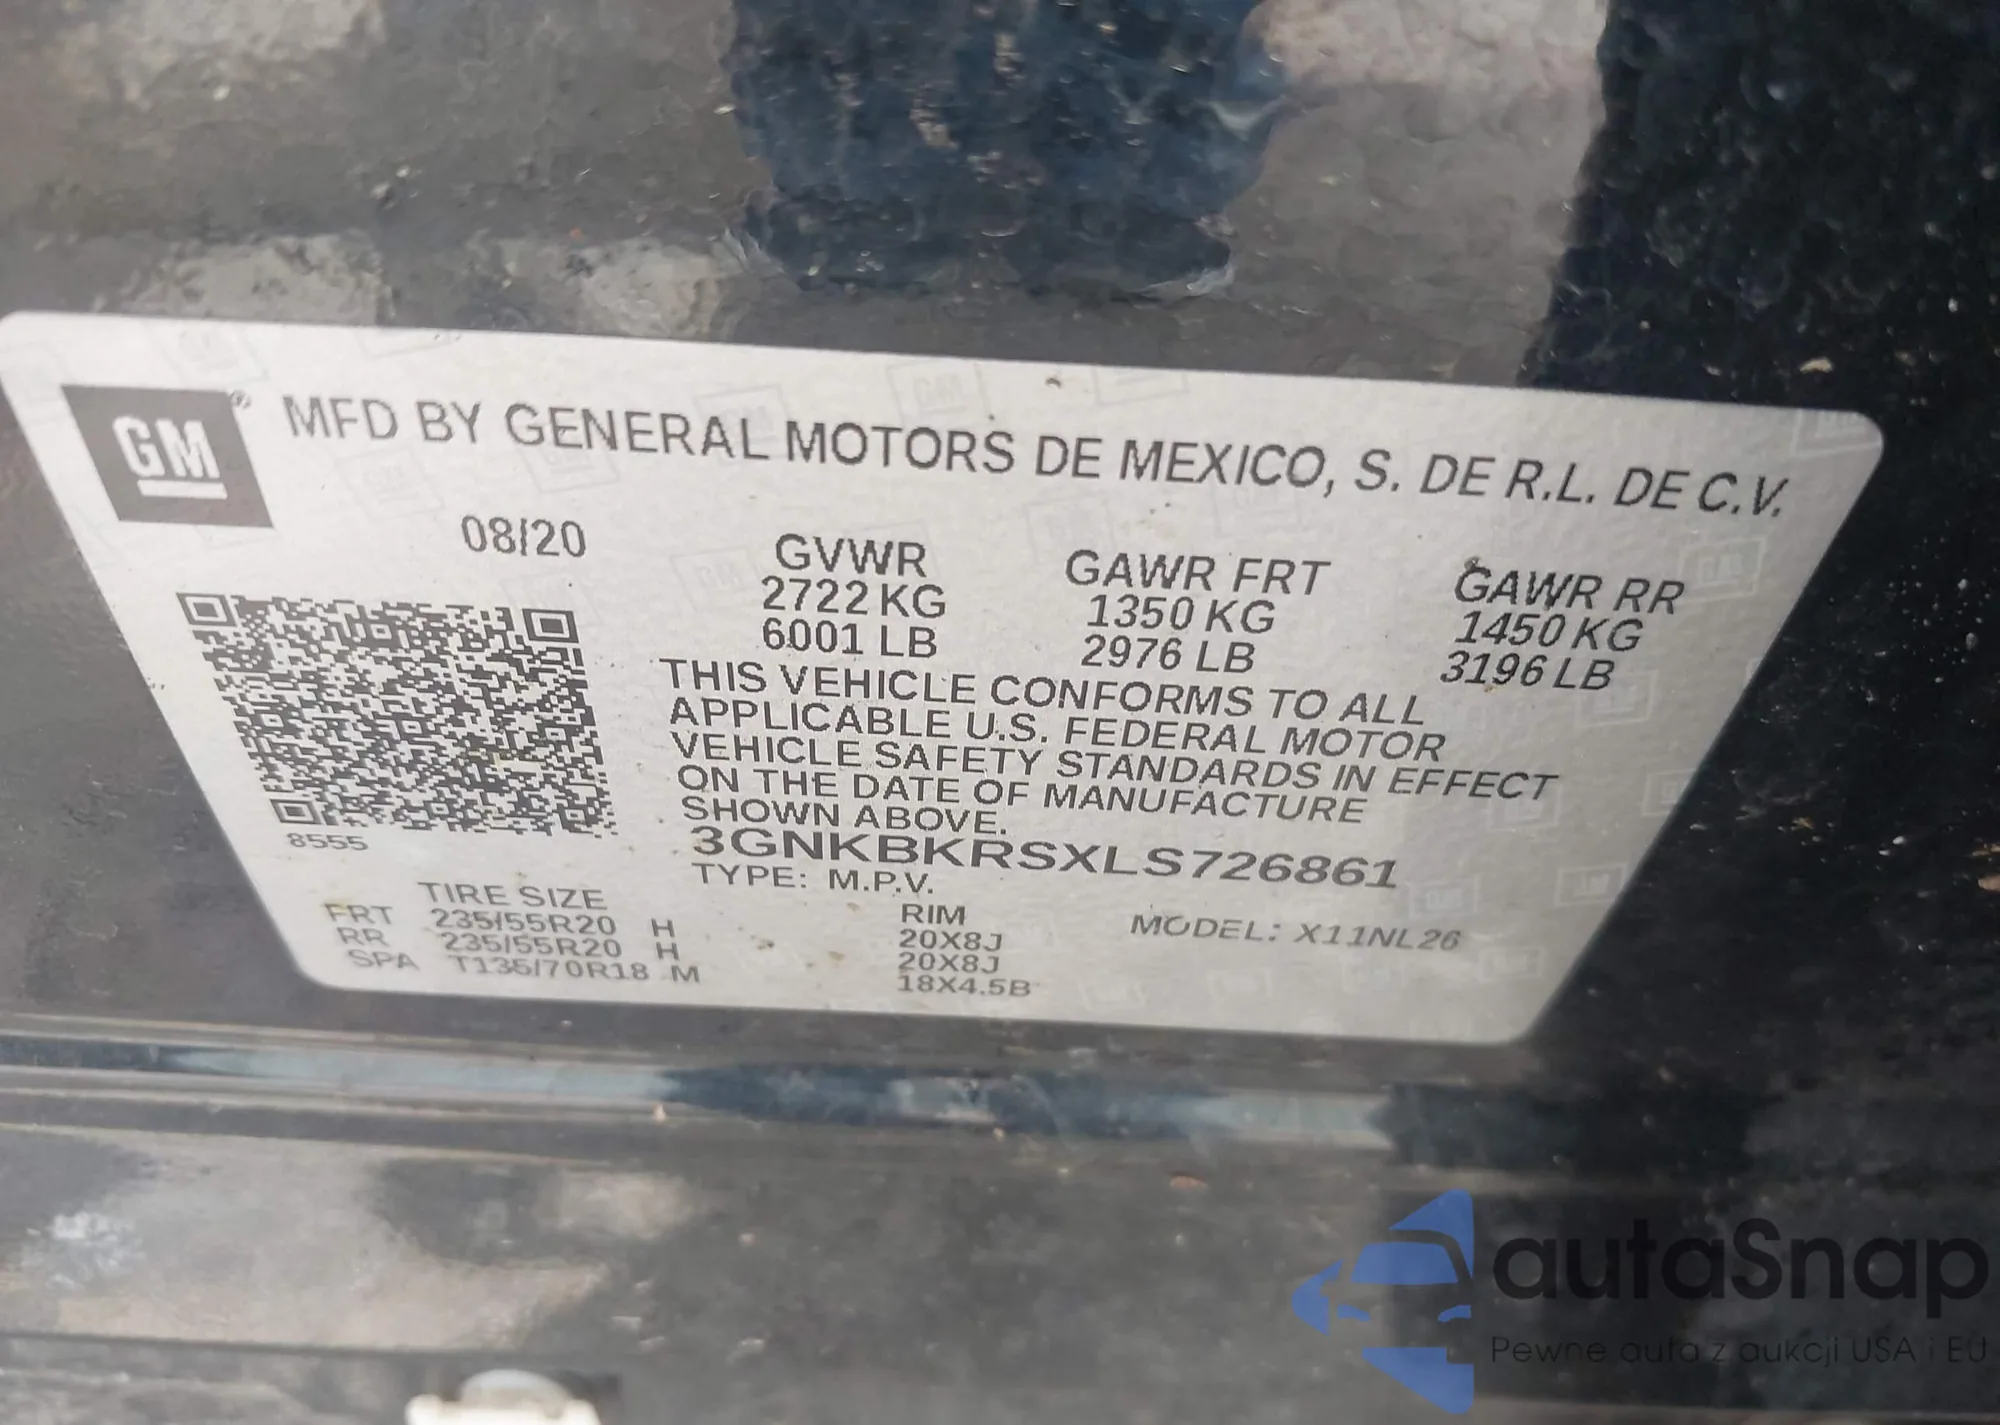 GM® MFD BY GENERAL MOTORS DE MEXICO, S. DE R.L. DE C.V.
08/20 GVWR GAWR FRT GAWR RR
2722 KG 1350 KG 1450 KG
6001 LB 2976 LB 3196 LB
THIS VEHICLE CONFORMS TO ALL
APPLICABLE U.S. FEDERAL MOTOR
VEHICLE SAFETY STANDARDS IN EFFECT
ON THE DATE OF MANUFACTURE
SHOWN ABOVE.
8555
3GNKBKRSXLS726861
TYPE: M.P.V.
TIRE SIZE RIM MODEL: X11NL26
FRT 235/55R20 H 20X8J
RR 235/55R20 H 20X8J
SPA T135/70R18 M 18X4.5B
autaSnap
Pewne auta z aukcji USA i EU